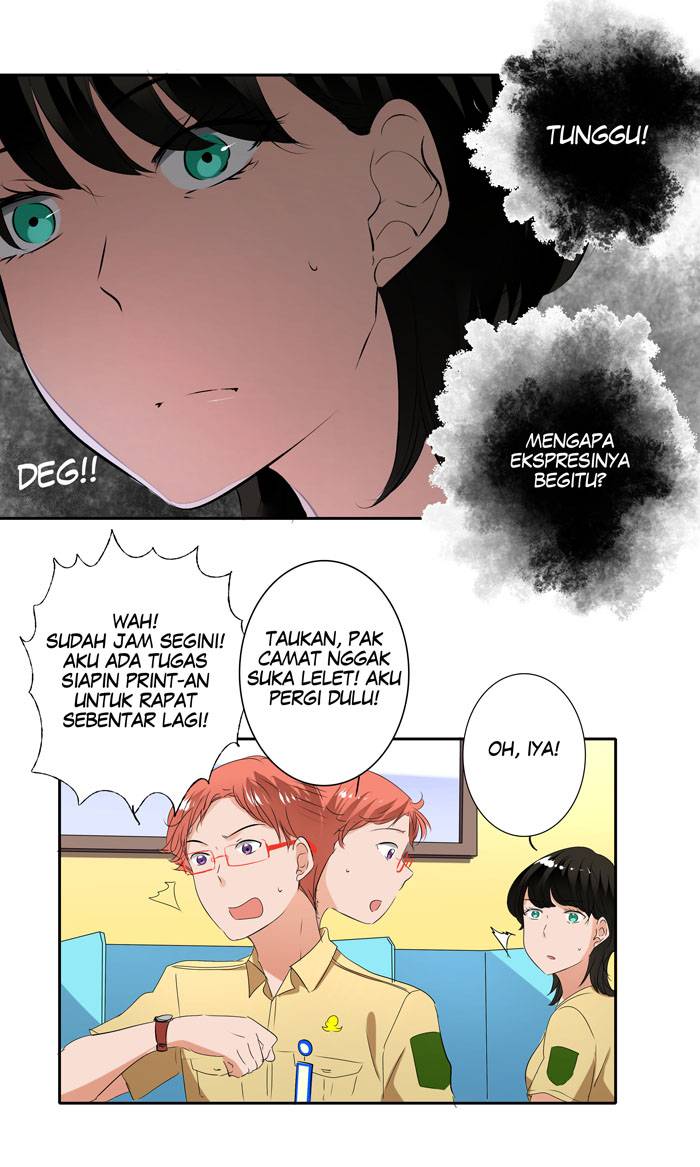 TUNGGU!
MENGAPA
EKSPRESINYA
BEGITU?
DEG!!
WAH!
SUDAH JAM SEGINI!
AKU ADA TUGAS
SIAPIN PRINT-AN
UNTUK RAPAT
SEBENTAR LAGI!
TAUKAN, PAK
CAMAT NGGAK
SUKA LELET! AKU
PERGI DULU!
OH, IYA!